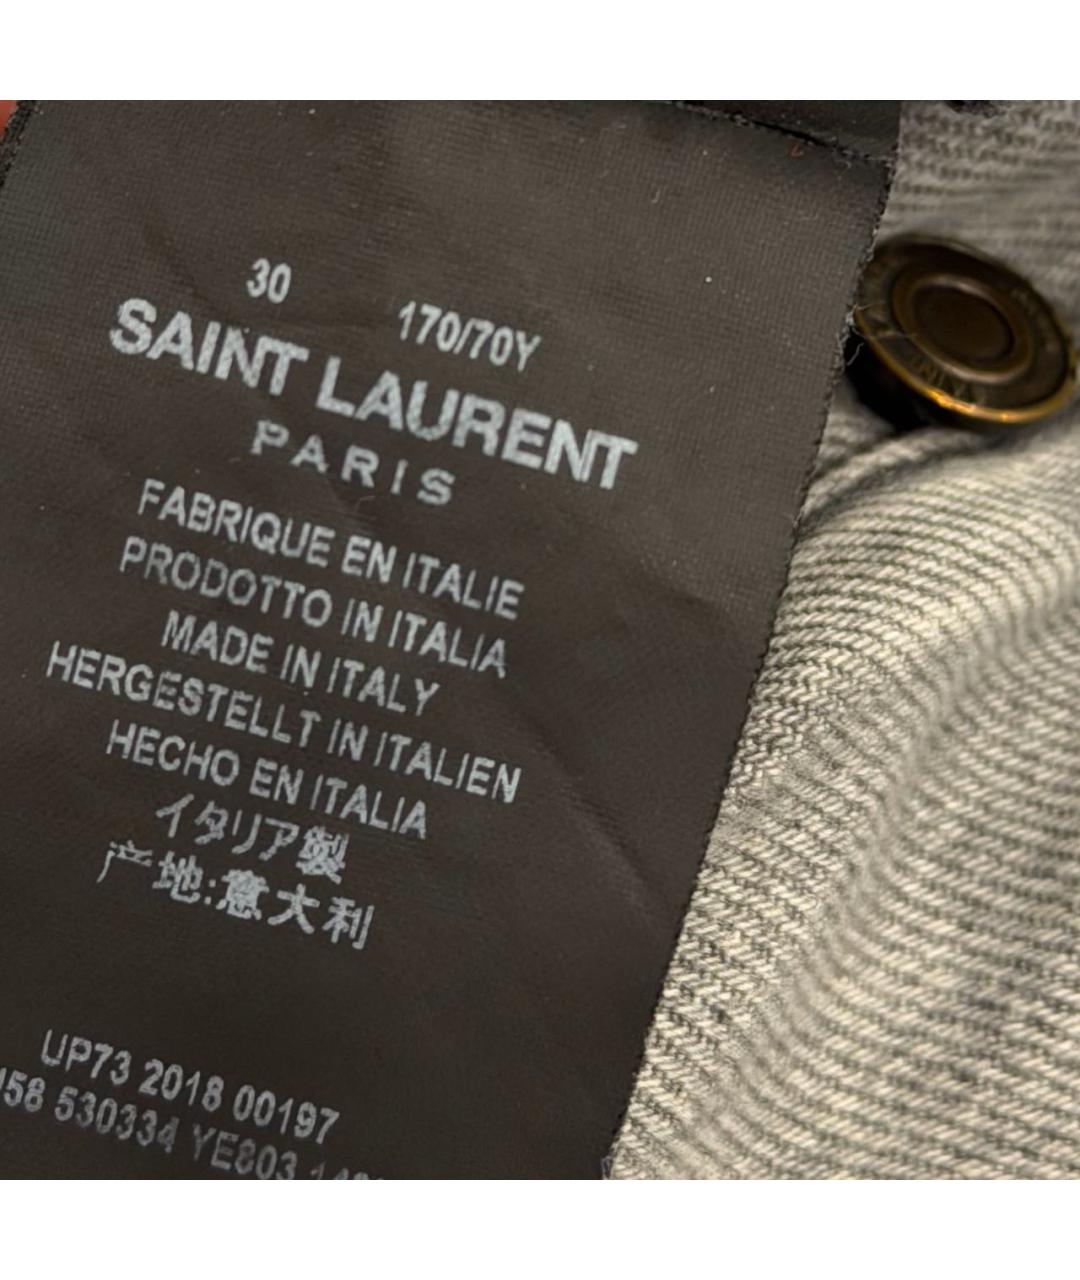 30 170/70Y
SAINT LAURENT
PARIS
FABRIQUE EN ITALIE
PRODOTTO IN ITALIA
MADE IN ITALY
HERGESTELLT IN ITALIEN
HECHO EN ITALIA
イタリア製
产地:意大利
UP73 2018 00197
530334 YE803